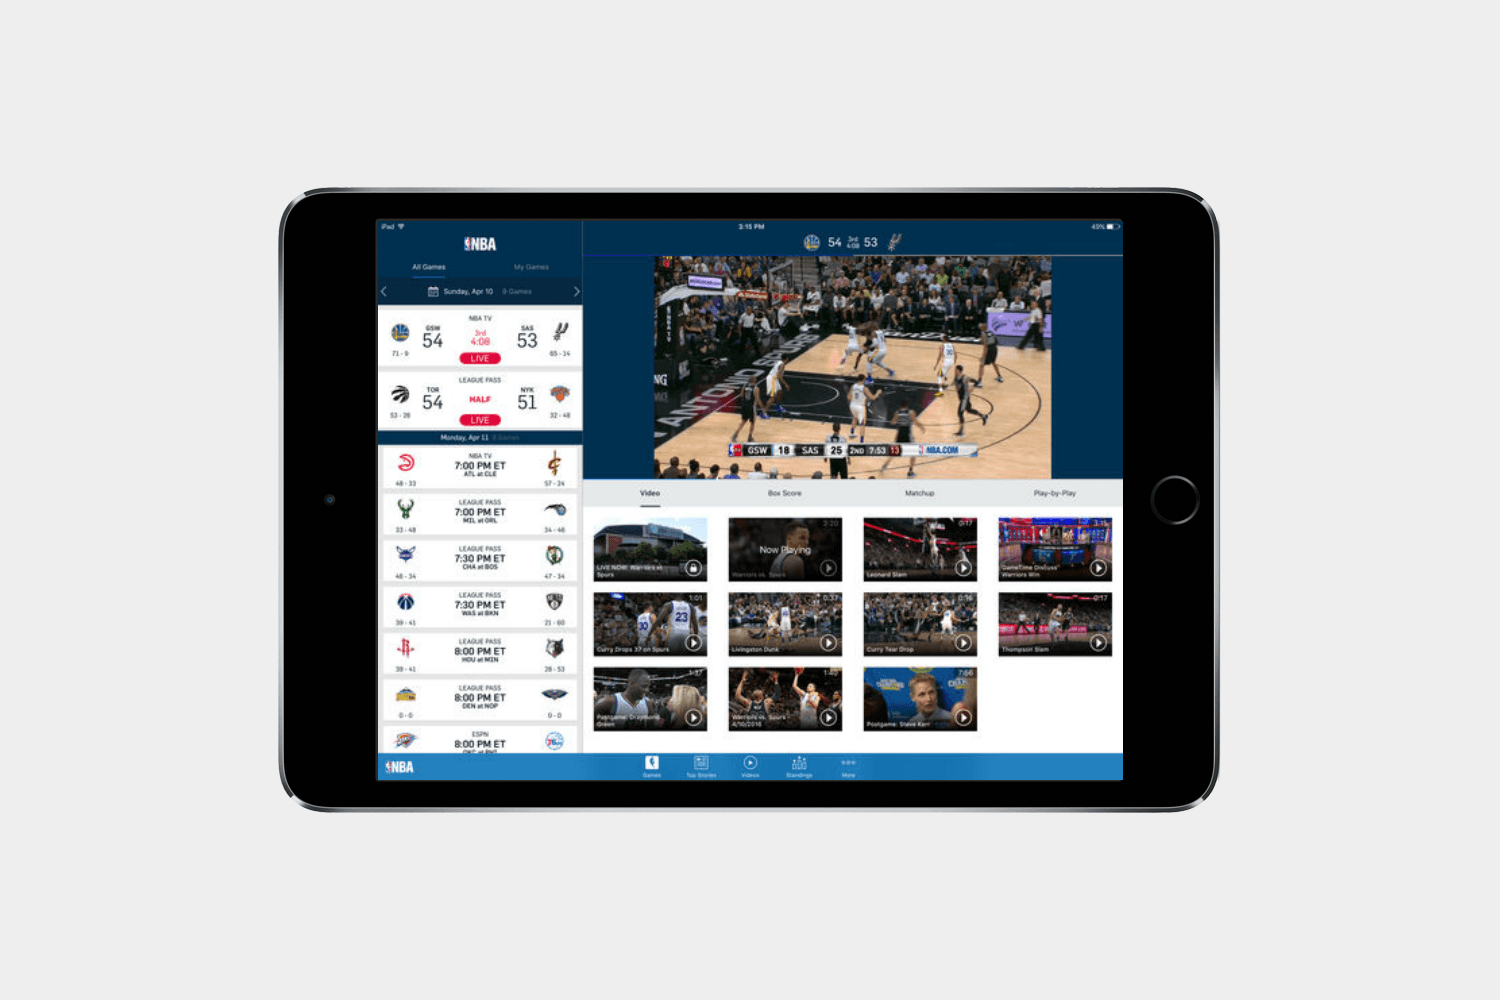 iPad
3:15 PM
49%
NBA
All Games
My Games
Sunday, Apr 10
9 Games
NBA TV
GSW
54
3rd
4:08
SAS
53
71 - 9
LIVE
65 - 14
LEAGUE PASS
TOR
54
HALF
NYK
51
53 - 28
LIVE
32 - 48
Monday, Apr 11
8 Games
NBA TV
7:00 PM ET
ATL at CLE
48 - 33
57 - 24
LEAGUE PASS
7:00 PM ET
MIL at ORL
33 - 48
34 - 46
LEAGUE PASS
7:30 PM ET
CHA at BOS
46 - 34
47 - 34
LEAGUE PASS
7:30 PM ET
WAS at BKN
39 - 41
21 - 60
LEAGUE PASS
8:00 PM ET
HOU at MIN
39 - 41
28 - 53
LEAGUE PASS
8:00 PM ET
DEN at NOP
0 - 0
0 - 0
ESPN
8:00 PM ET
54
3rd
4:08
53
ANTONIO SPURS
GSW 18 SAS 25 2ND 7:53 13 NBA.COM
Video
Box Score
Matchup
Play-by-Play
LIVE NOW: Warriors vs
Spurs
3:20
Now Playing
Warriors vs. Spurs
0:17
Leonard Slam
3:15
GameTime Discuss
Warriors Win
1:01
30
23
Curry Drops 37 on Spurs
0:37
Livingston Dunk
0:16
Curry Tear Drop
0:17
Thompson Slam
1:37
Postgame: Draymond
Green
1:40
Warriors vs. Spurs -
4/10/2016
7:56
Postgame: Steve Kerr
NBA
Games
Top Stories
Videos
Standings
More